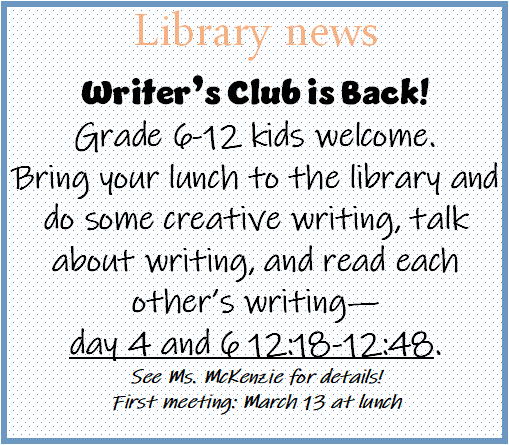 Library news
Writer's Club is Back!
Grade 6-12 kids welcome.
Bring your lunch to the library and
do some creative writing, talk
about writing, and read each
other's writing—
day 4 and 6 12:18-12:48.
See Ms. McKenzie for details!
First meeting: March 13 at lunch